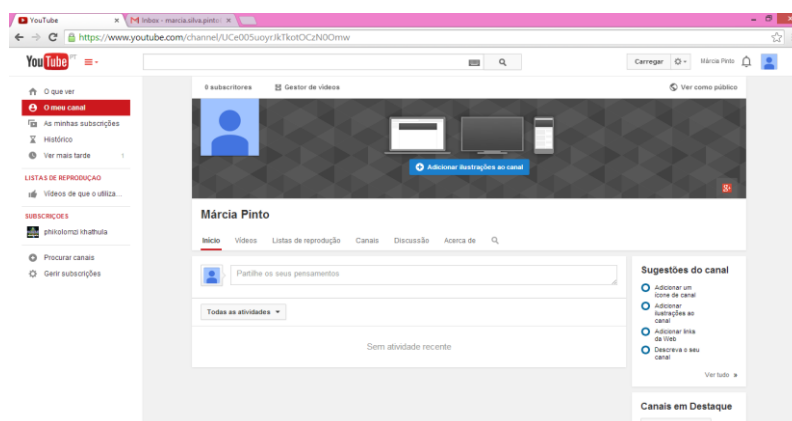 YouTube
Inbox - marcia.silva.pinto
https://www.youtube.com/channel/UCe005uoyrJkTkotOCzN0Omw
YouTube PT
Carregar
Márcia Pinto
O que ver
O meu canal
As minhas subscrições
Histórico
Ver mais tarde 1
LISTAS DE REPRODUÇÃO
Vídeos de que o utiliza...
SUBSCRIÇÕES
phikolomzi khathula
Procurar canais
Gerir subscrições
0 subscritores
Gestor de vídeos
Ver como público
Adicionar ilustrações ao canal
Márcia Pinto
Início Vídeos Listas de reprodução Canais Discussão Acerca de
Partilhe os seus pensamentos
Todas as atividades
Sem atividade recente
Sugestões do canal
Adicionar um
ícone de canal
Adicionar
ilustrações ao
canal
Adicionar links
da Web
Descreva o seu
canal
Ver tudo »
Canais em Destaque